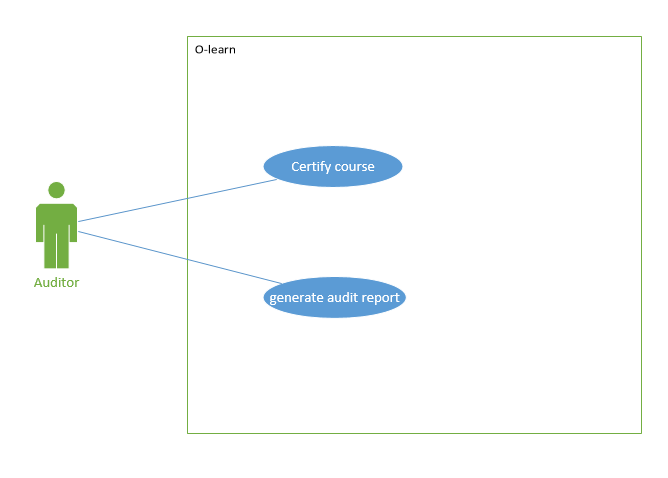 O-learn
Certify course
Auditor
generate audit report